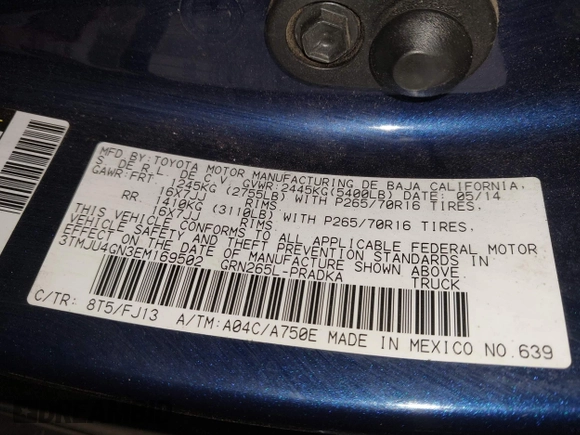 MFD.BY:TOYOTA MOTOR MANUFACTURING DE BAJA CALIFORNIA,
S DE R.L. DE C.V. GVWR:2445KG(5400LB) DATE: 05/14
GAWR:FRT 1245KG (2755LB) WITH P265/70R16 TIRES,
16X7JJ RIMS
RR. 1410KG (3110LB) WITH P265/70R16 TIRES.
16X7JJ RIMS
THIS VEHICLE CONFORMS TO ALL APPLICABLE FEDERAL MOTOR
VEHICLE SAFETY AND THEFT PREVENTION STANDARDS IN
EFFECT ON THE DATE OF MANUFACTURE SHOWN ABOVE.
3TMJU4GN3EM169502 GRN265L-PRADKA TRUCK
C/TR: 8T5/FJ13 A/TM:A04C/A750E MADE IN MEXICO NO.639